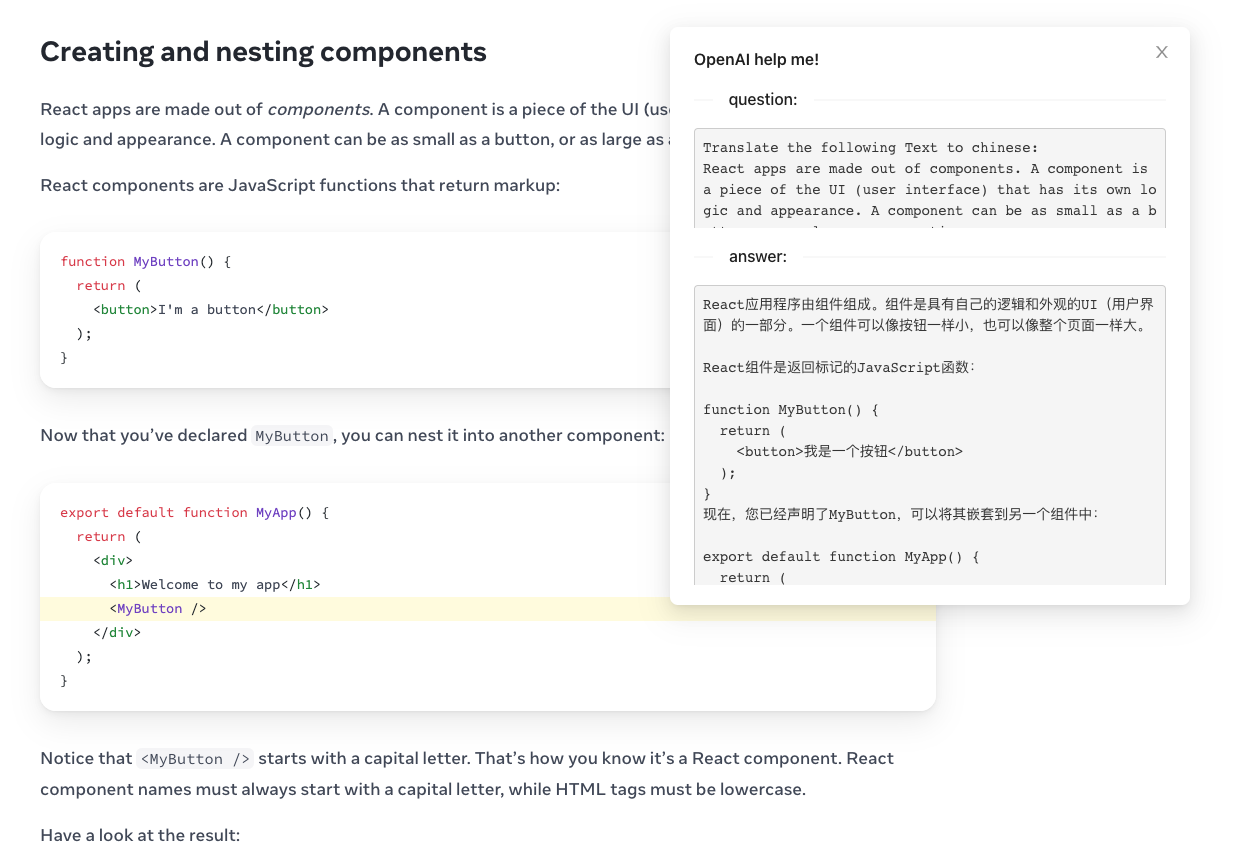 Creating and nesting components
React apps are made out of components. A component is a piece of the UI
logic and appearance. A component can be as small as a button, or as large as
React components are JavaScript functions that return markup:
function MyButton() {
return (
<button>I'm a button</button>
);
}
Now that you’ve declared MyButton, you can nest it into another component:
export default function MyApp() {
return (
<div>
<h1>Welcome to my app</h1>
<MyButton />
</div>
);
}
Notice that <MyButton /> starts with a capital letter. That’s how you know it’s a React component. React
component names must always start with a capital letter, while HTML tags must be lowercase.
Have a look at the result:
OpenAI help me!
X
question:
Translate the following Text to chinese:
React apps are made out of components. A component is
a piece of the UI (user interface) that has its own lo
gic and appearance. A component can be as small as a b
answer:
React应用程序由组件组成。组件是具有自己的逻辑和外观的UI（用户界
面）的一部分。一个组件可以像按钮一样小，也可以像整个页面一样大。
React组件是返回标记的JavaScript函数：
function MyButton() {
return (
<button>我是一个按钮</button>
);
}
现在，您已经声明了MyButton，可以将其嵌套到另一个组件中：
export default function MyApp() {
return (